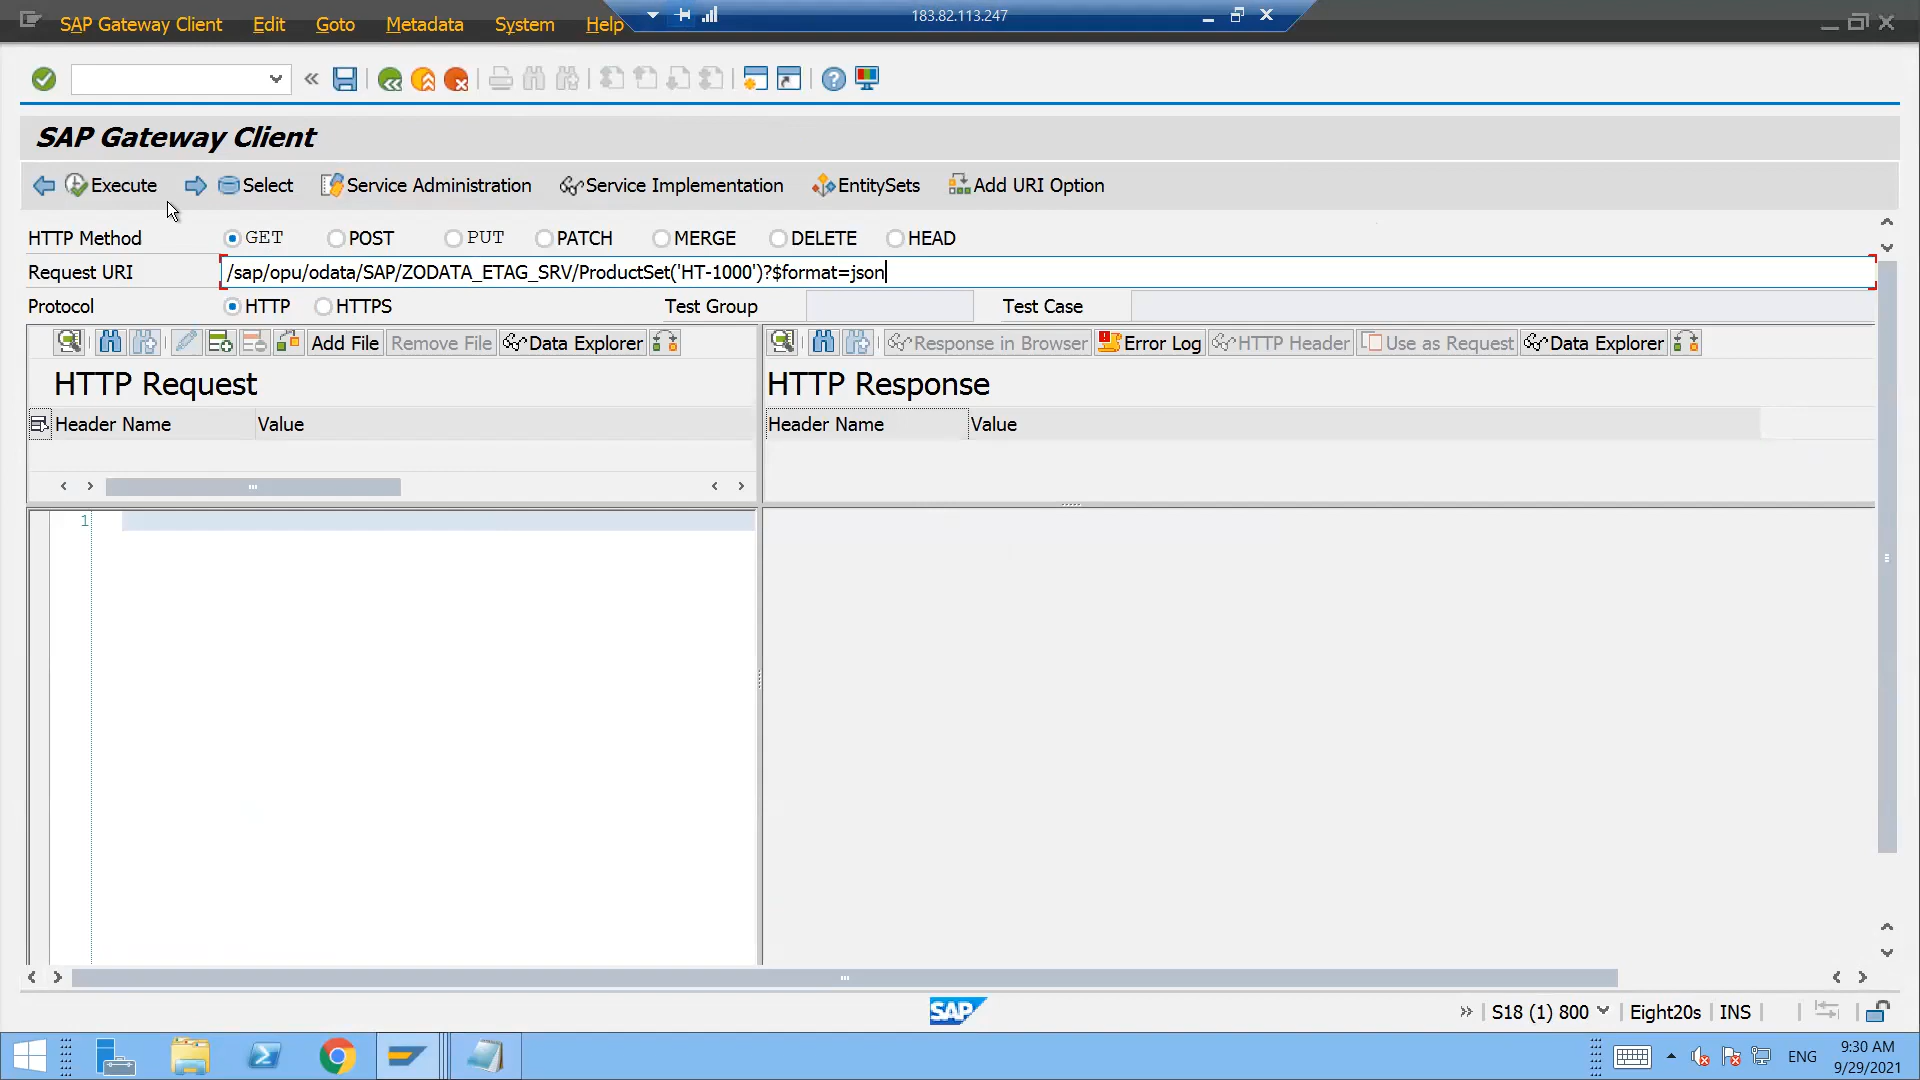 SAP Gateway Client Edit Goto Metadata System Help
183.82.113.247
SAP Gateway Client
Execute Select Service Administration Service Implementation EntitySets Add URI Option
HTTP Method GET POST PUT PATCH MERGE DELETE HEAD
Request URI /sap/opu/odata/SAP/ZODATA_ETAG_SRV/ProductSet('HT-1000')?$format=json
Protocol HTTP HTTPS Test Group Test Case
Add File Remove File Data Explorer Response in Browser Error Log HTTP Header Use as Request Data Explorer
HTTP Request HTTP Response
Header Name Value Header Name Value
1
SAP S18 (1) 800 Eight20s INS
ENG 9:30 AM
9/29/2021